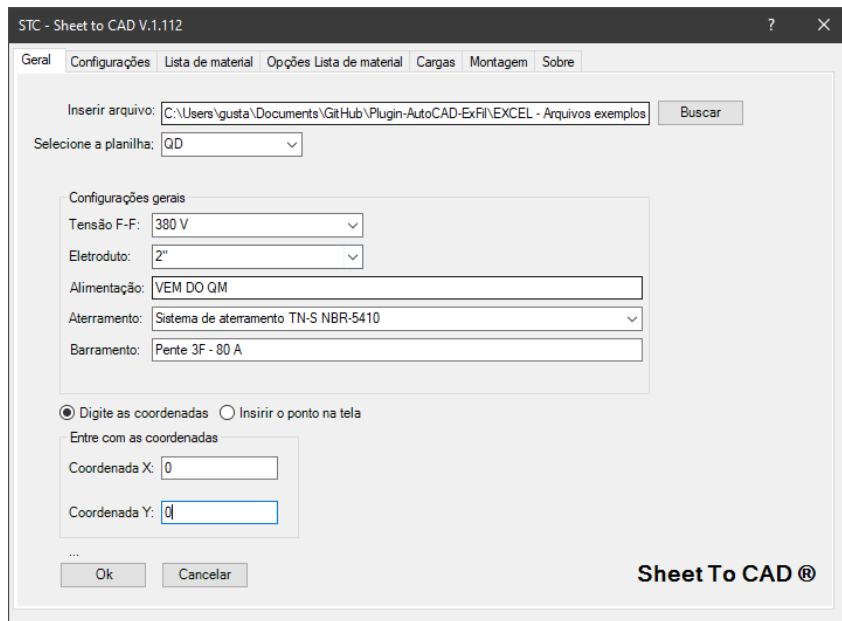 STC - Sheet to CAD V.1.112 ?
Geral Configurações Lista de material Opções Lista de material Cargas Montagem Sobre
Inserir arquivo: C:\Users\gusta\Documents\GitHub\Plugin-AutoCAD-ExFil\EXCEL - Arquivos exemplos Buscar
Selecione a planilha; QD
Configurações gerais
Tensão F-F: 380 V
Eletroduto: 2"
Alimentação: VEM DO QM
Aterramento: Sistema de aterramento TN-S NBR-5410
Barramento: Pente 3F - 80 A
Digite as coordenadas Insirir o ponto na tela
Entre com as coordenadas
Coordenada X: 0
Coordenada Y: 0
...
Ok Cancelar Sheet To CAD ®